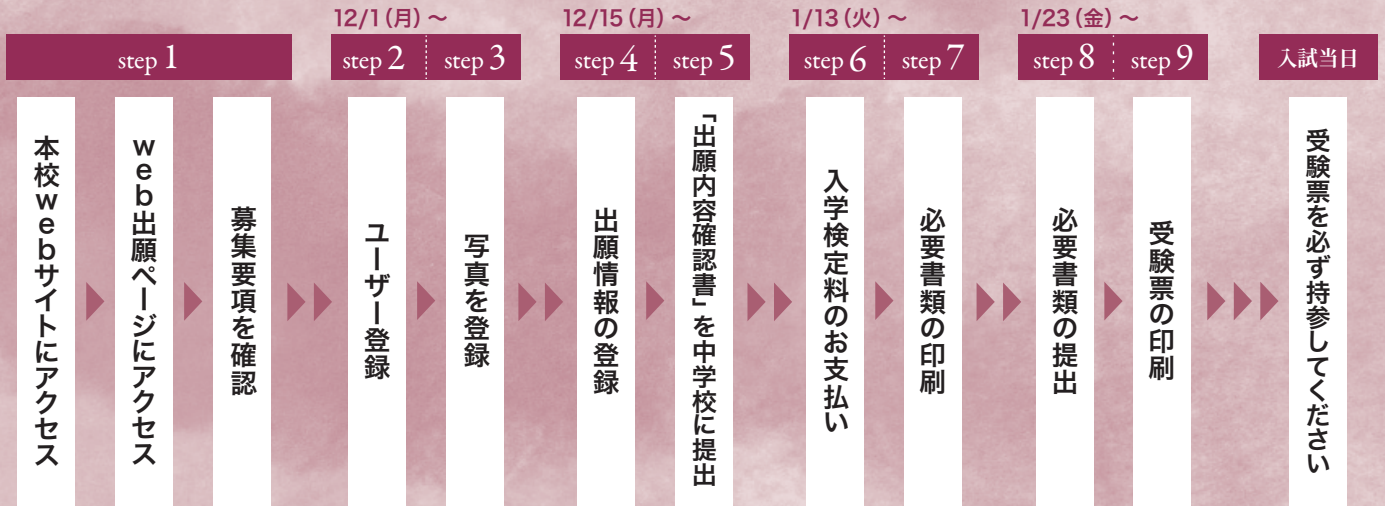 step 1
本校webサイトにアクセス
web出願ページにアクセス
募集要項を確認
12/1（月）～
step 2
step 3
ユーザー登録
写真を登録
12/15（月）～
step 4
step 5
出願情報の登録
「出願内容確認書」を中学校に提出
1/13（火）～
step 6
step 7
入学検定料のお支払い
必要書類の印刷
1/23（金）～
step 8
step 9
必要書類の提出
受験票の印刷
入試当日
受験票を必ず持参してください